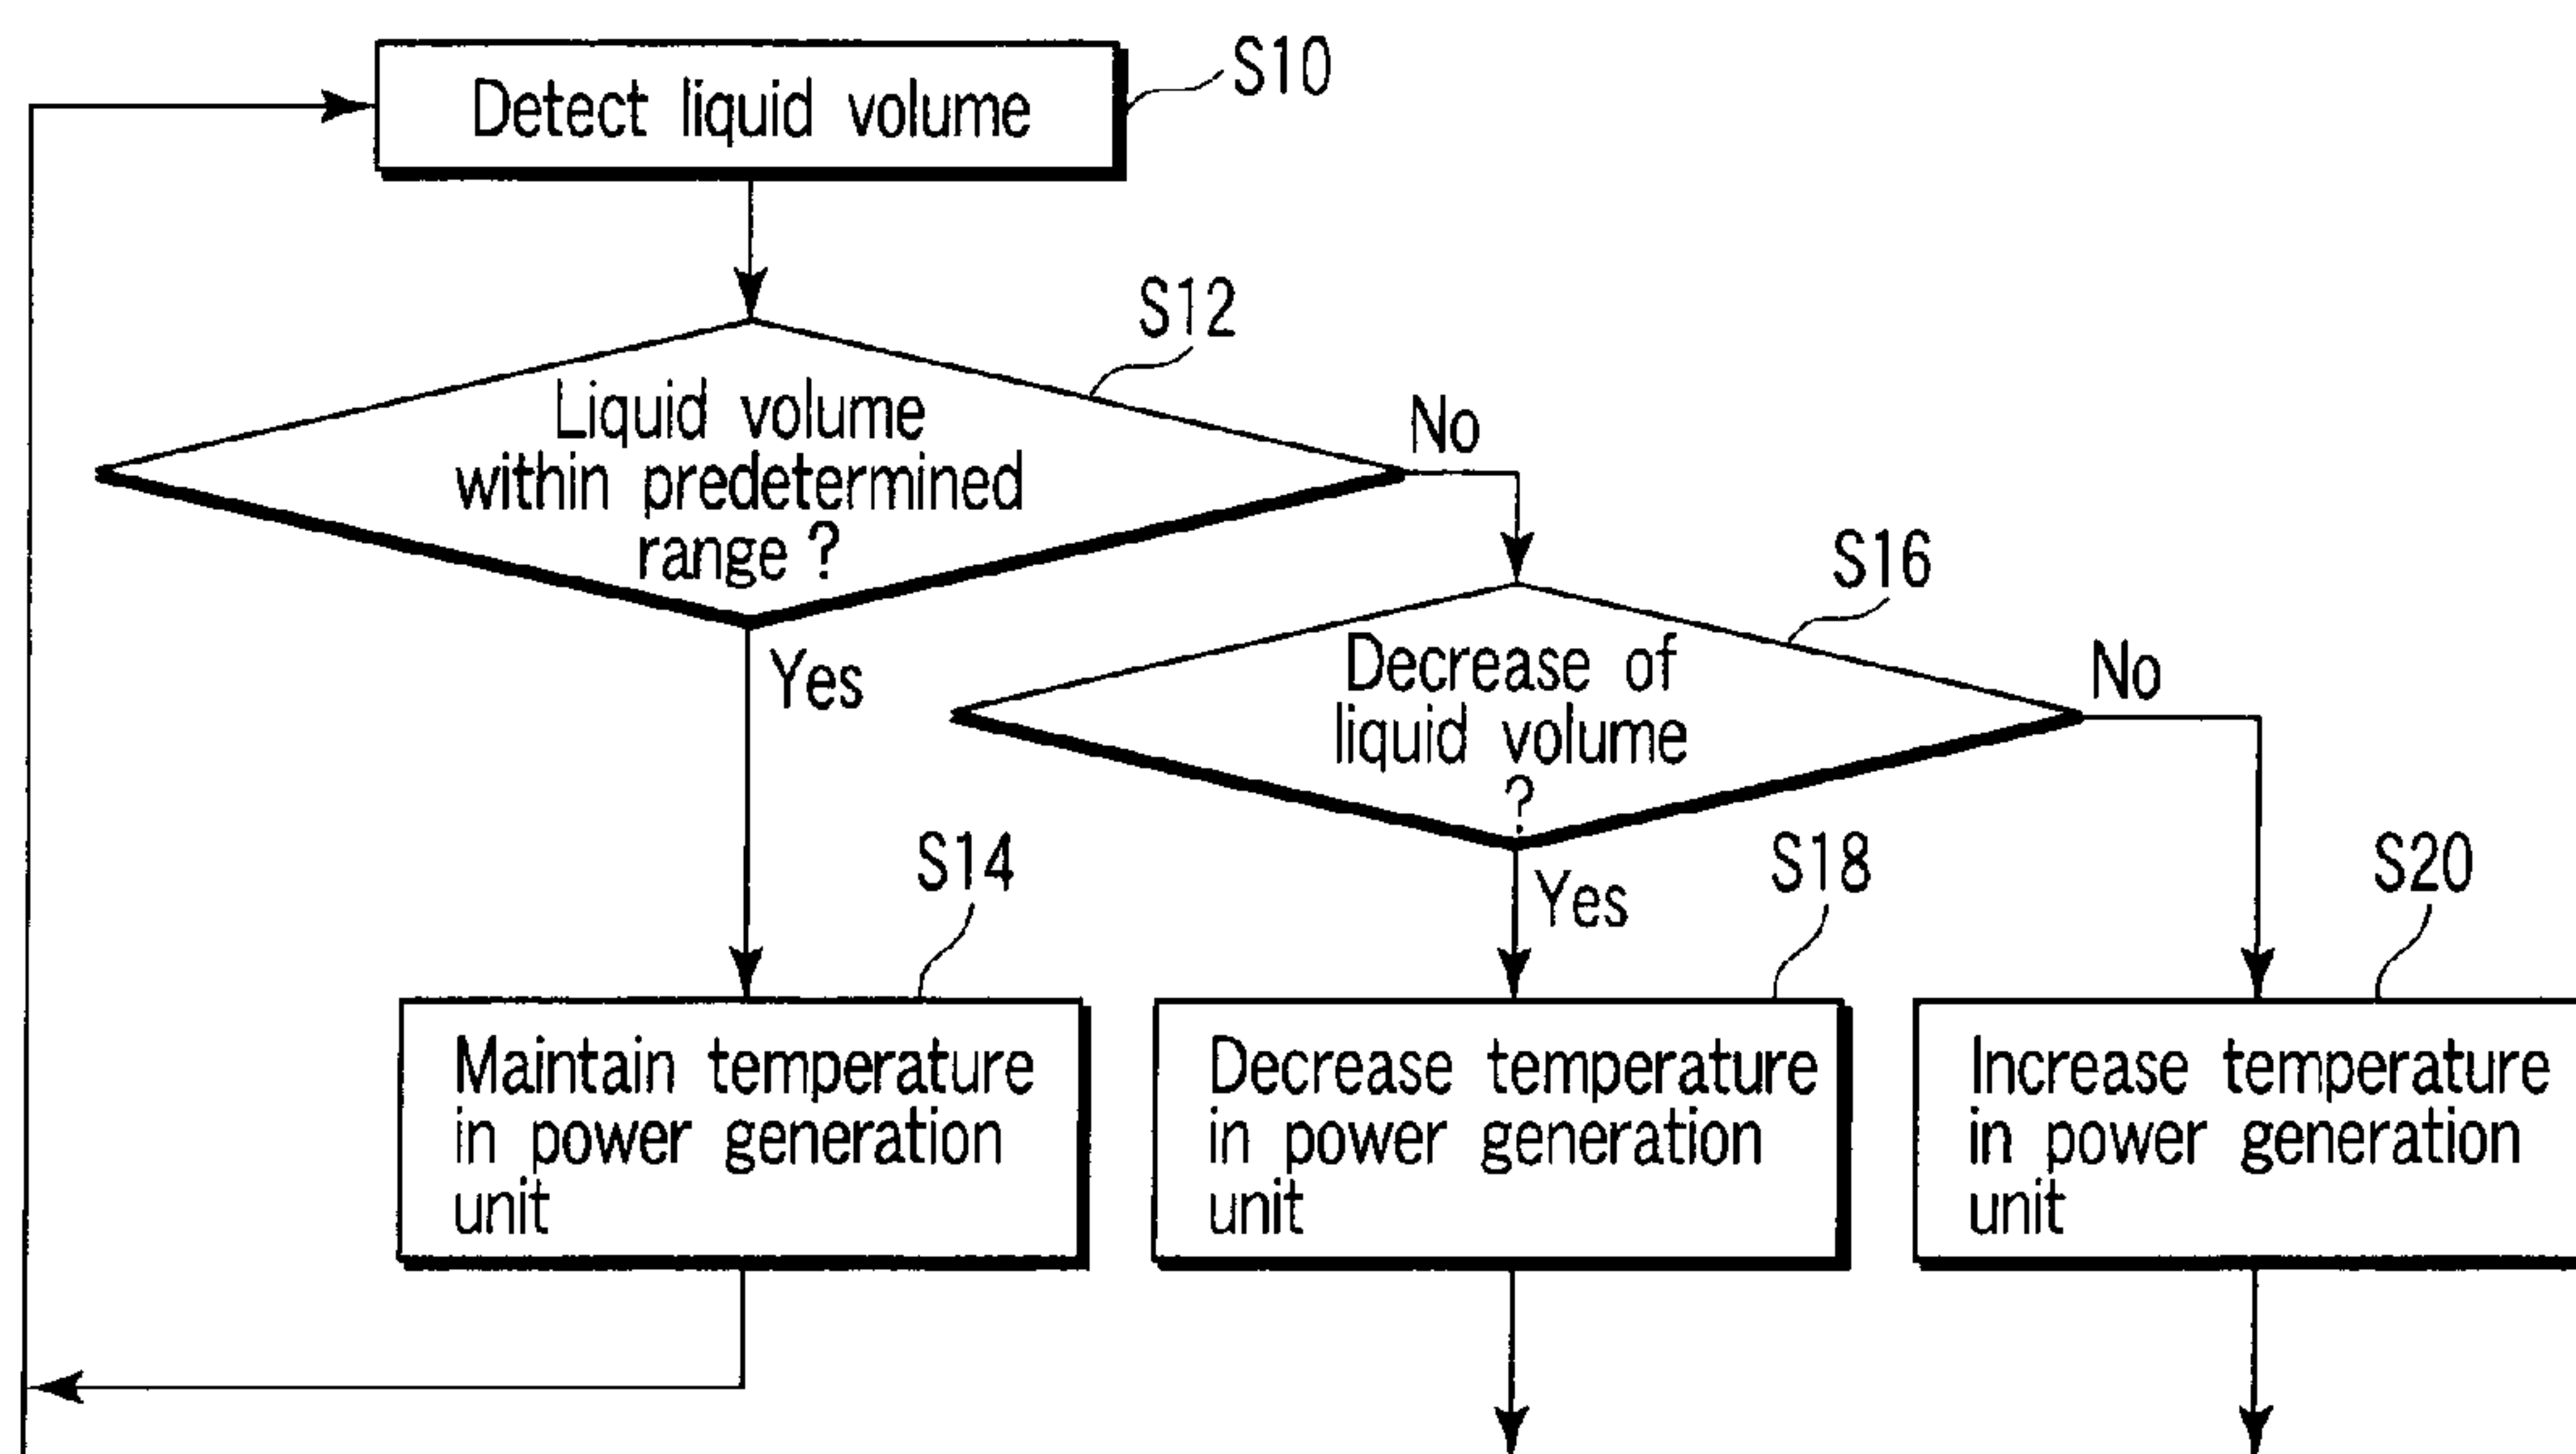 Detect liquid volume
S10
S12
Liquid volume
within predetermined
range ?
No
Yes
S16
Decrease of
liquid volume
?
No
Yes
S14
Maintain temperature
in power generation
unit
S18
Decrease temperature
in power generation
unit
S20
Increase temperature
in power generation
unit